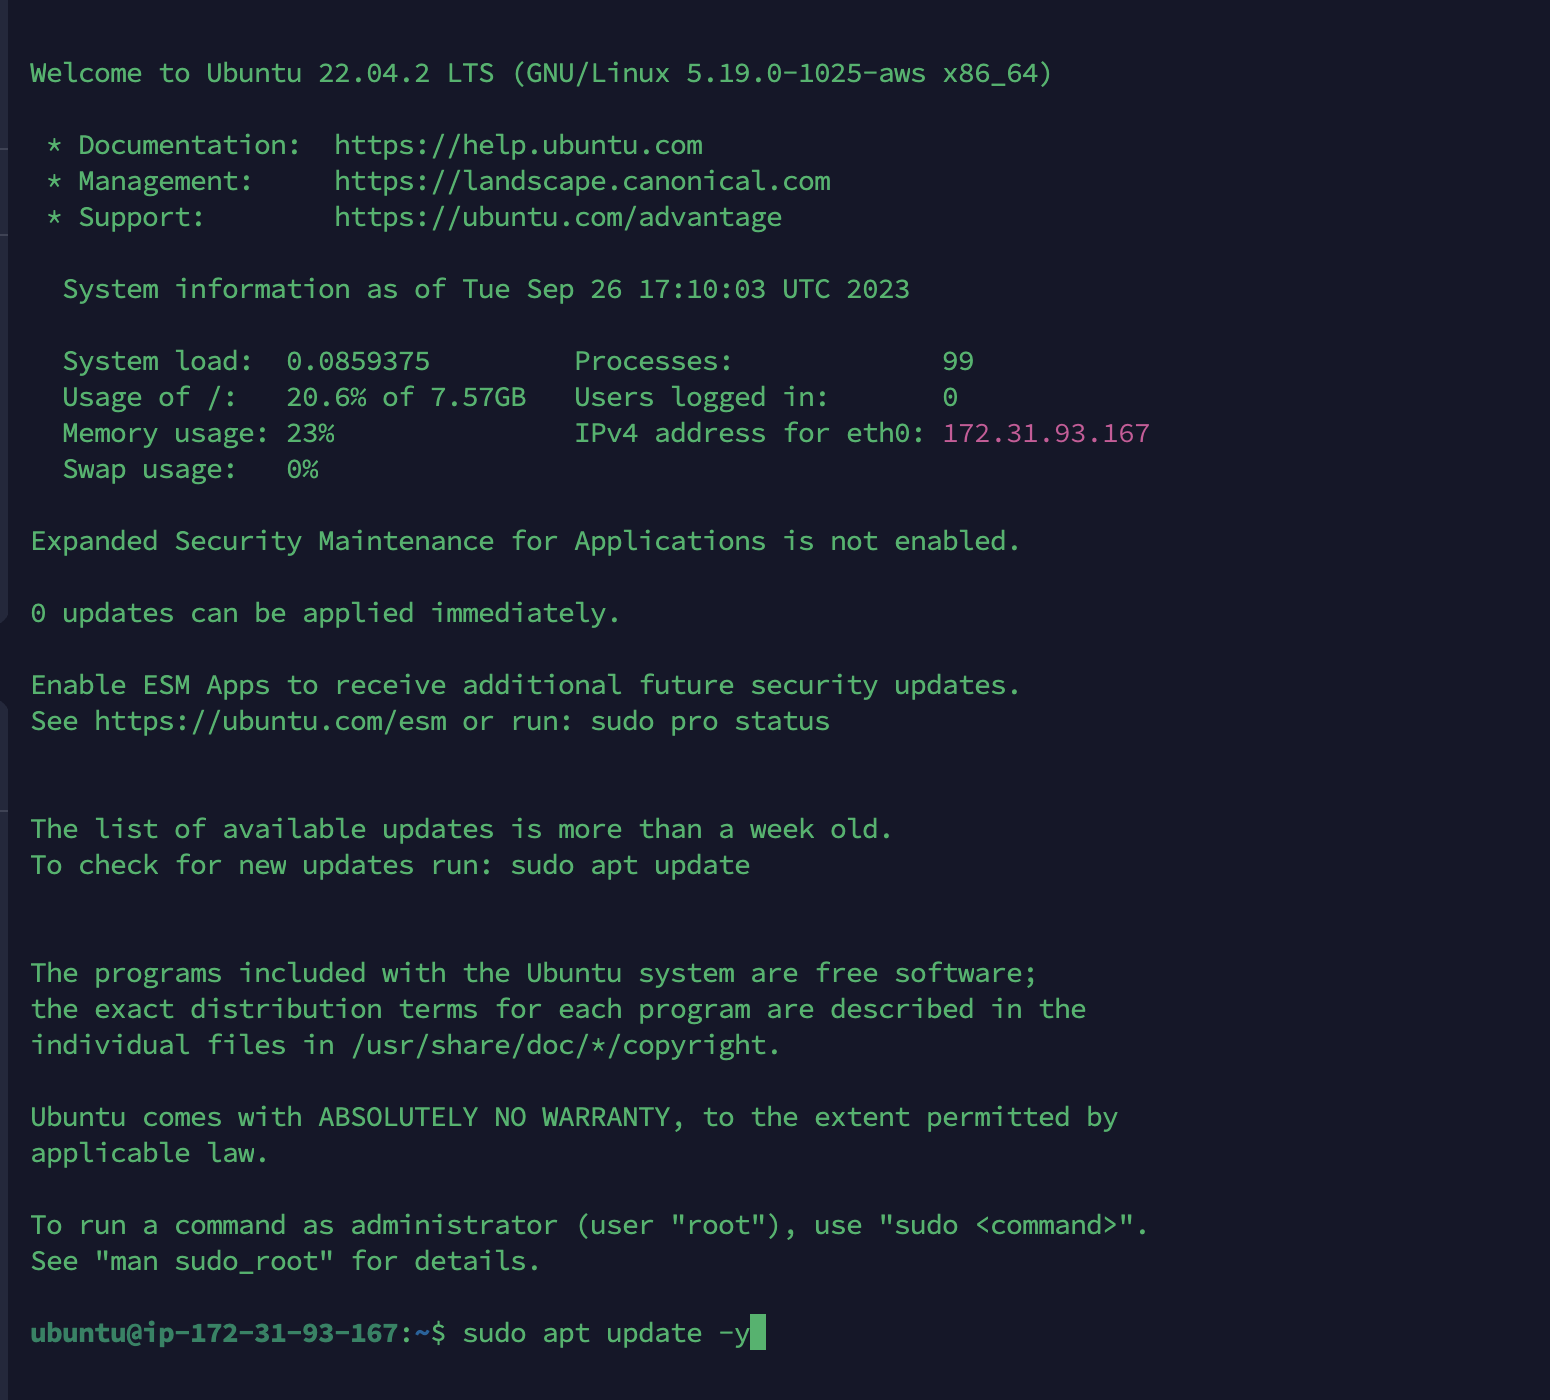 Welcome to Ubuntu 22.04.2 LTS (GNU/Linux 5.19.0-1025-aws x86_64)

 * Documentation:  https://help.ubuntu.com
 * Management:     https://landscape.canonical.com
 * Support:        https://ubuntu.com/advantage

  System information as of Tue Sep 26 17:10:03 UTC 2023

  System load:  0.0859375         Processes:             99
  Usage of /:   20.6% of 7.57GB   Users logged in:       0
  Memory usage: 23%               IPv4 address for eth0: 172.31.93.167
  Swap usage:   0%

Expanded Security Maintenance for Applications is not enabled.

0 updates can be applied immediately.

Enable ESM Apps to receive additional future security updates.
See https://ubuntu.com/esm or run: sudo pro status


The list of available updates is more than a week old.
To check for new updates run: sudo apt update


The programs included with the Ubuntu system are free software;
the exact distribution terms for each program are described in the
individual files in /usr/share/doc/*/copyright.

Ubuntu comes with ABSOLUTELY NO WARRANTY, to the extent permitted by
applicable law.

To run a command as administrator (user "root"), use "sudo <command>".
See "man sudo_root" for details.

ubuntu@ip-172-31-93-167:~$ sudo apt update -y